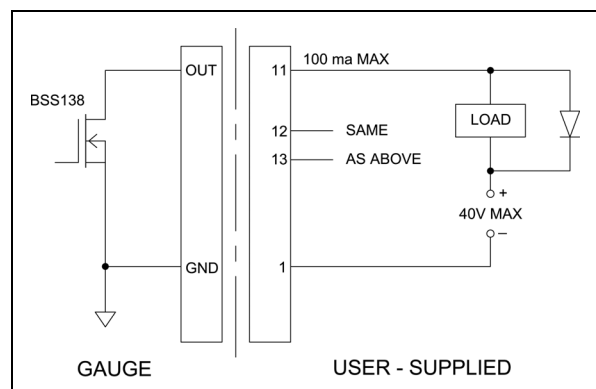 OUT
11
100 ma MAX
BSS138
LOAD
12
SAME
13
AS ABOVE
+
40V MAX
–
GND
1
GAUGE
USER - SUPPLIED